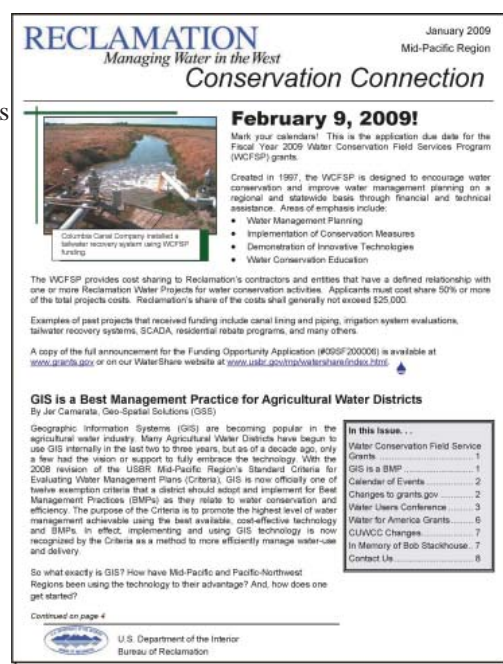 RECLAMATION
Managing Water in the West
January 2009
Mid-Pacific Region
Conservation Connection
s
February 9, 2009!
Mark your calendars! This is the application due date for the
Fiscal Year 2009 Water Conservation Field Services Program
(WCFSP) grants.
Created in 1997, the WCFSP is designed to encourage water
conservation and improve water management planning on a
regional and statewide basis through financial and technical
assistance. Areas of emphasis include:
• Water Management Planning
• Implementation of Conservation Measures
• Demonstration of Innovative Technologies
• Water Conservation Education
Columbia Canal Company installed a
tailwater recovery system using WCFSP
funding.
The WCFSP provides cost sharing to Reclamation's contractors and entities that have a defined relationship with
one or more Reclamation Water Projects for water conservation activities. Applicants must cost share 50% or more
of the total projects costs. Reclamation's share of the costs shall generally not exceed $25,000.
Examples of past projects that received funding include canal lining and piping, irrigation system evaluations,
tailwater recovery systems, SCADA, residential rebate programs, and many others.
A copy of the full announcement for the Funding Opportunity Application (#09SF200006) is available at
www.grants.gov or on our WaterShare website at www.usbr.gov/mp/watershare/index.html.
GIS is a Best Management Practice for Agricultural Water Districts
By Jer Camarata, Geo-Spatial Solutions (GSS)
Geographic Information Systems (GIS) are becoming popular in the
agricultural water industry. Many Agricultural Water Districts have begun to
use GIS internally in the last two to three years, but as of a decade ago, only
a few had the vision or support to fully embrace the technology. With the
2008 revision of the USBR Mid-Pacific Region's Standard Criteria for
Evaluating Water Management Plans (Criteria), GIS is now officially one of
twelve exemption criteria that a district should adopt and implement for Best
Management Practices (BMPs) as they relate to water conservation and
efficiency. The purpose of the Criteria is to promote the highest level of water
management achievable using the best available, cost-effective technology
and BMPs. In effect, implementing and using GIS technology is now
recognized by the Criteria as a method to more efficiently manage water-use
and delivery.
So what exactly is GIS? How have Mid-Pacific and Pacific-Northwest
Regions been using the technology to their advantage? And, how does one
get started?
Continued on page 4
In this Issue. . .
Water Conservation Field Service
Grants 1
GIS is a BMP 1
Calendar of Events 2
Changes to grants.gov 2
Water Users Conference 3
Water for America Grants 6
CUWCC Changes 7
In Memory of Bob Stackhouse 7
Contact Us 8
U.S. Department of the Interior
Bureau of Reclamation